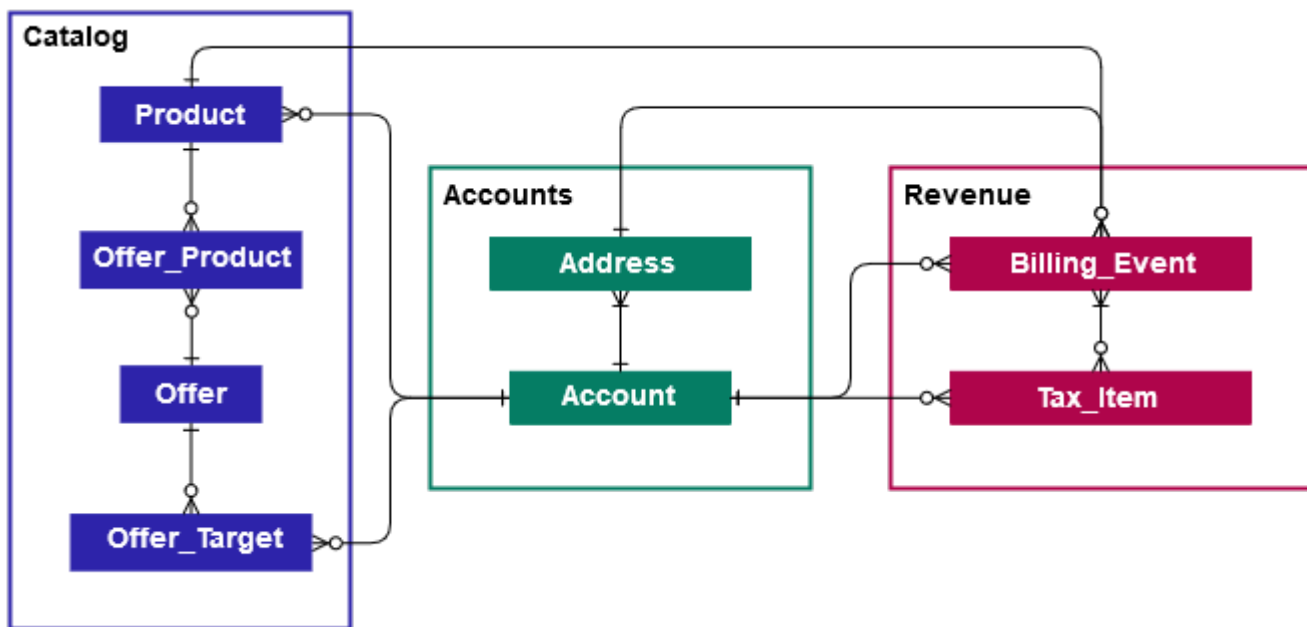 Catalog
Product
Offer_Product
Offer
Offer_Target
Accounts
Address
Account
Revenue
Billing_Event
Tax_Item